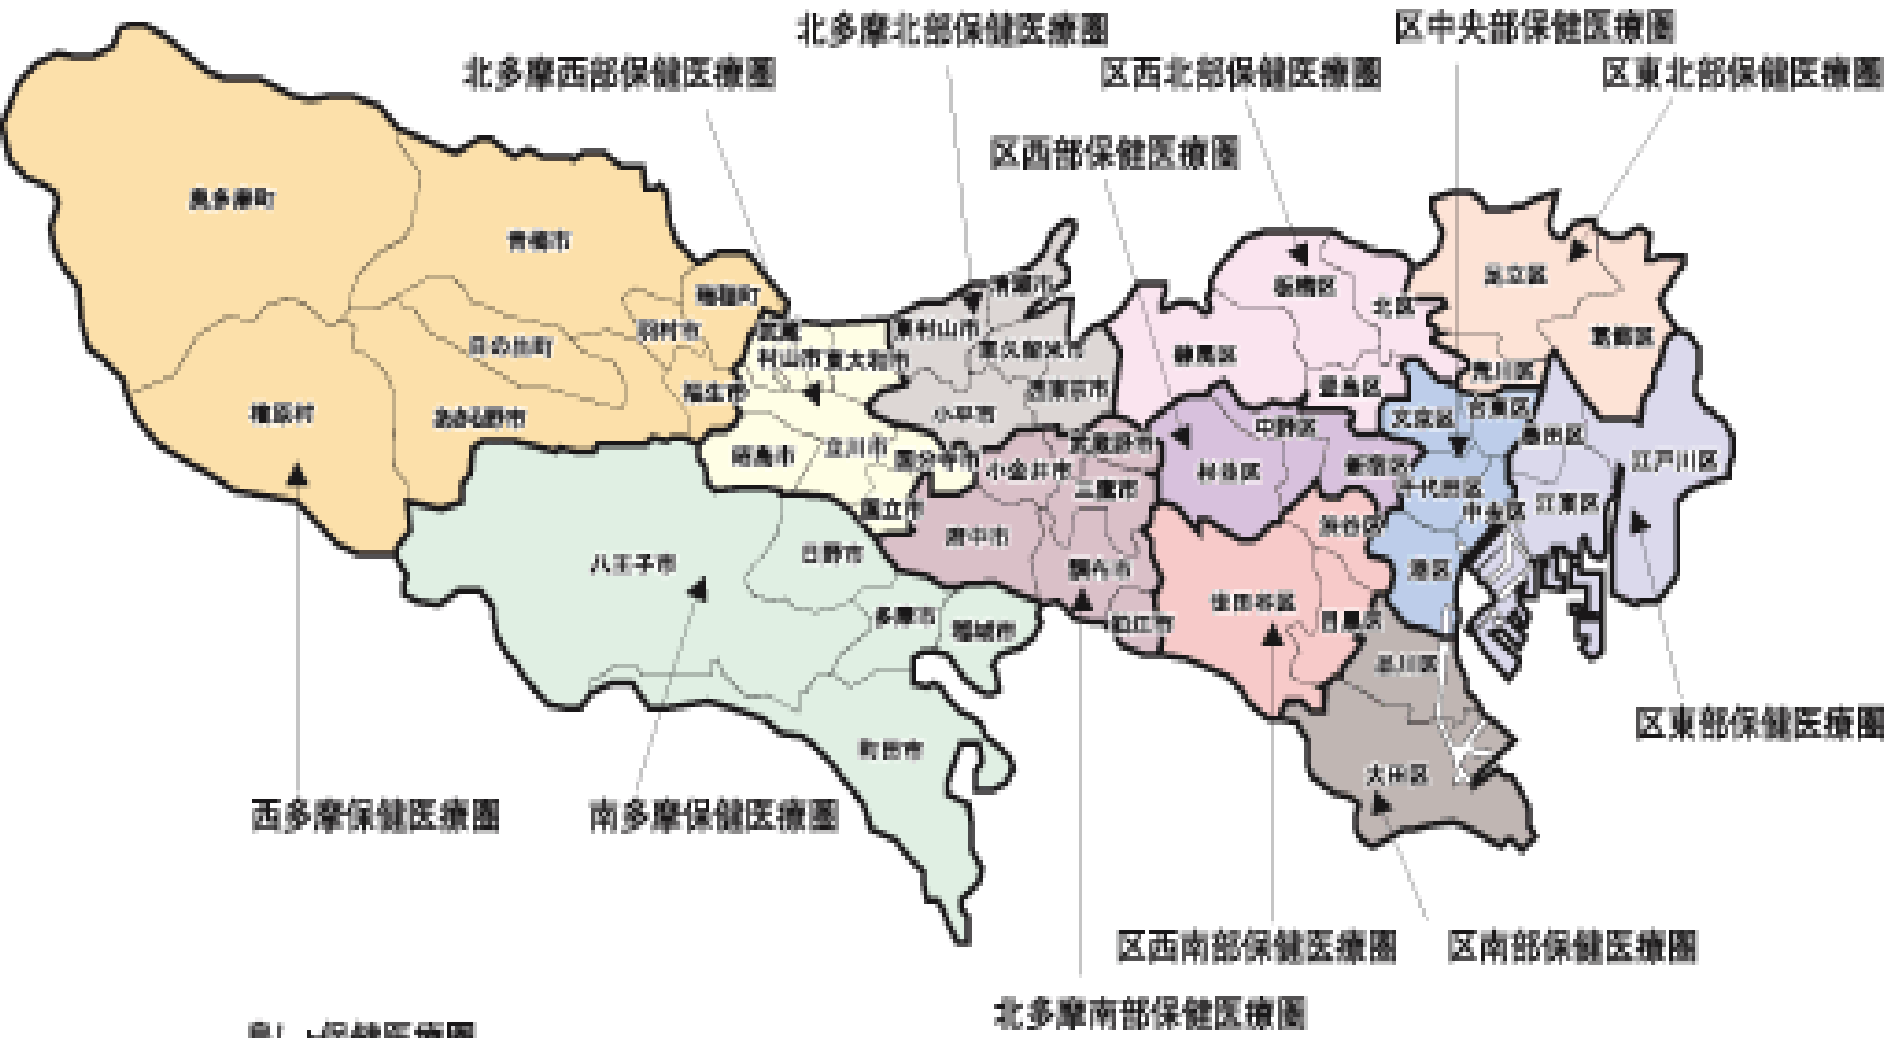 北多摩北部保健医療圏
区中央部保健医療圏
北多摩西部保健医療圏
区西北部保健医療圏
区東北部保健医療圏
区西部保健医療圏
奥多摩町
青梅市
瑞穂町
羽村市
日の出町
福生市
檜原村
あきる野市
武蔵
村山市
東大和市
昭島市
立川市
国分寺市
国立市
清瀬市
東村山市
東久留米市
西東京市
小平市
武蔵野市
小金井市
三鷹市
府中市
調布市
狛江市
八王子市
日野市
多摩市
稲城市
町田市
板橋区
北区
練馬区
豊島区
足立区
葛飾区
荒川区
中野区
杉並区
新宿区
文京区
台東区
千代田区
中央区
港区
墨田区
江東区
江戸川区
渋谷区
世田谷区
目黒区
品川区
大田区
区東部保健医療圏
西多摩保健医療圏
南多摩保健医療圏
区西南部保健医療圏
区南部保健医療圏
北多摩南部保健医療圏
保健医療圏